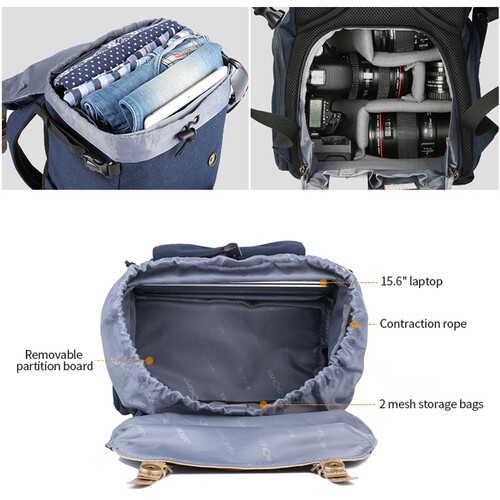 15.6" laptop
Contraction rope
Removable
partition board
2 mesh storage bags